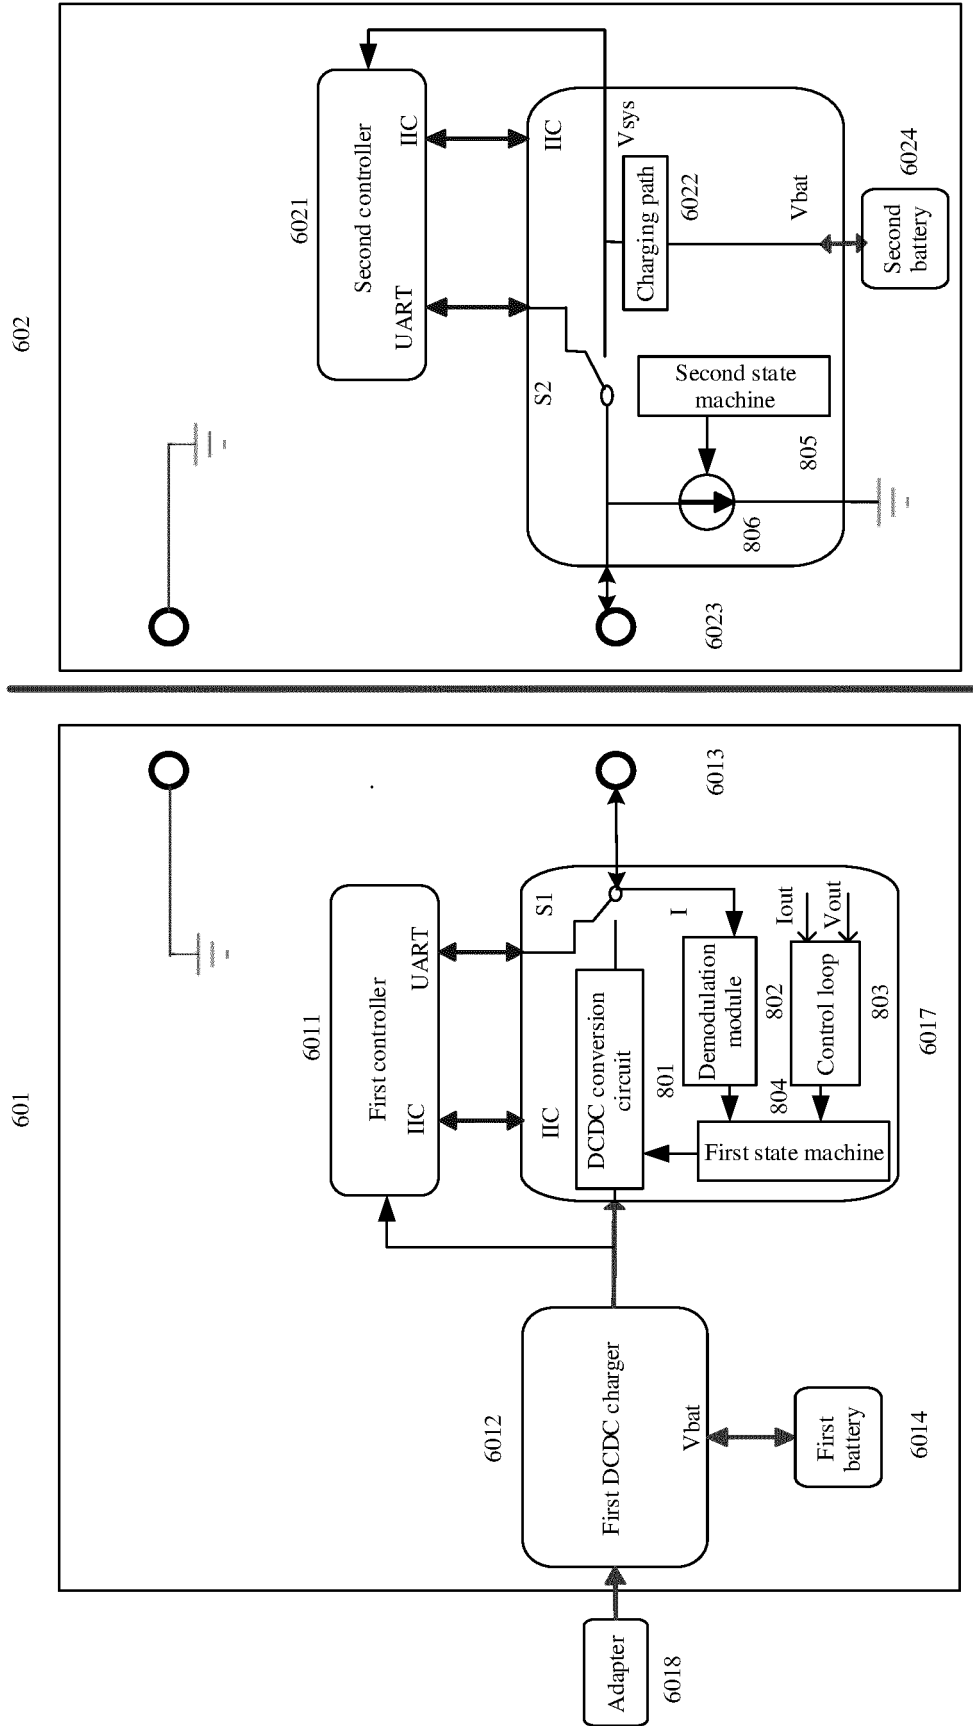 601
602
6011
First controller
IIC
UART
6021
Second controller
UART
IIC
6012
First DCDC charger
Vbat
Adapter
6018
First
battery
6014
IIC
S1
DCDC conversion
circuit
801
I
Demodulation
module
802
Iout
Vout
Control loop
803
804
First state machine
6017
6013
6023
S2
IIC
Vsys
Charging path
6022
Second state
machine
805
806
Vbat
Second
battery
6024